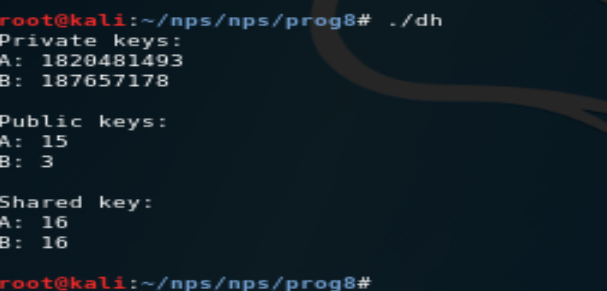 root@kali:~/nps/nps/prog8# ./dh
Private keys:
A: 1820481493
B: 187657178
Public keys:
A: 15
B: 3
Shared key:
A: 16
B: 16
root@kali:~/nps/nps/prog8#